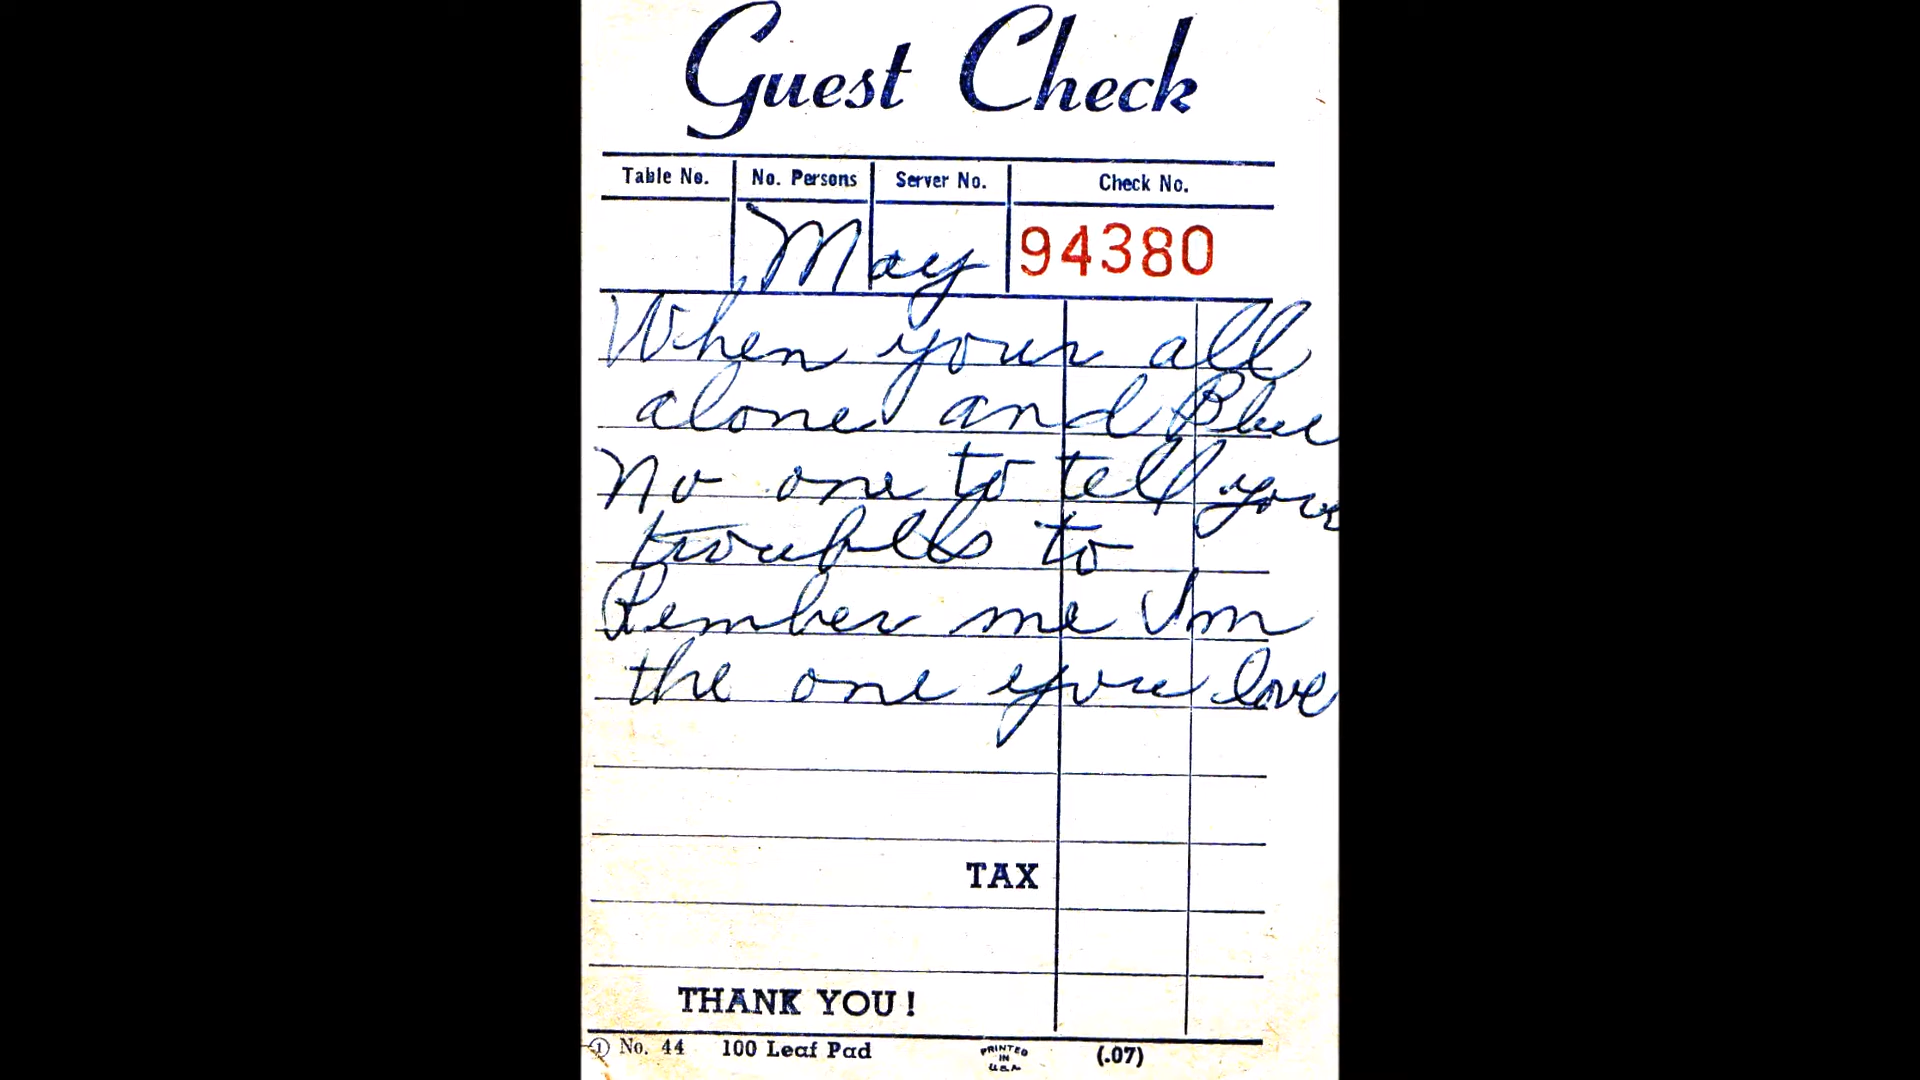 Guest Check
Table No. No. Persons Server No. Check No.
May 94380
When your all
alone and Blue
No one to tell your
troubles to
Rember me Im
the one you love
TAX
THANK YOU!
1 No. 44 100 Leaf Pad PRINTED IN U.S.A. (.07)